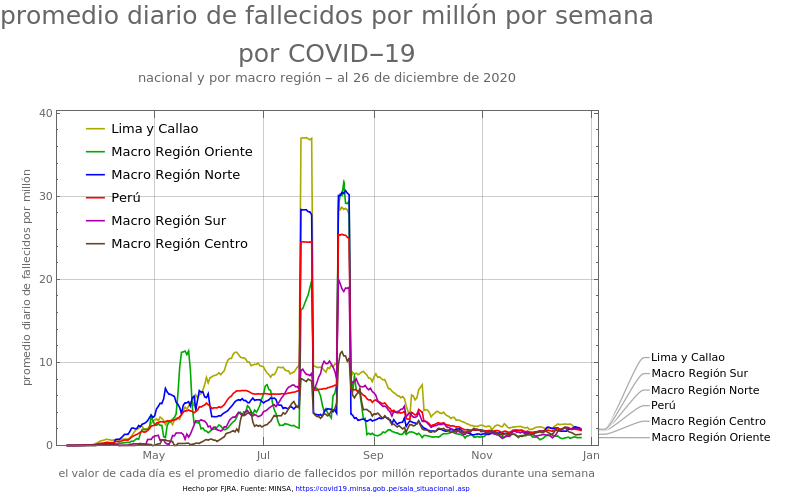 promedio diario de fallecidos por millón por semana
por COVID−19
nacional y por macro región − al 26 de diciembre de 2020
promedio diario de fallecidos por millón
40
30
20
10
0
Lima y Callao
Macro Región Oriente
Macro Región Norte
Perú
Macro Región Sur
Macro Región Centro
May
Jul
Sep
Nov
Jan
Lima y Callao
Macro Región Sur
Macro Región Norte
Perú
Macro Región Centro
Macro Región Oriente
el valor de cada día es el promedio diario de fallecidos por millón reportados durante una semana
Hecho por FJRA. Fuente: MINSA, https://covid19.minsa.gob.pe/sala_situacional.asp